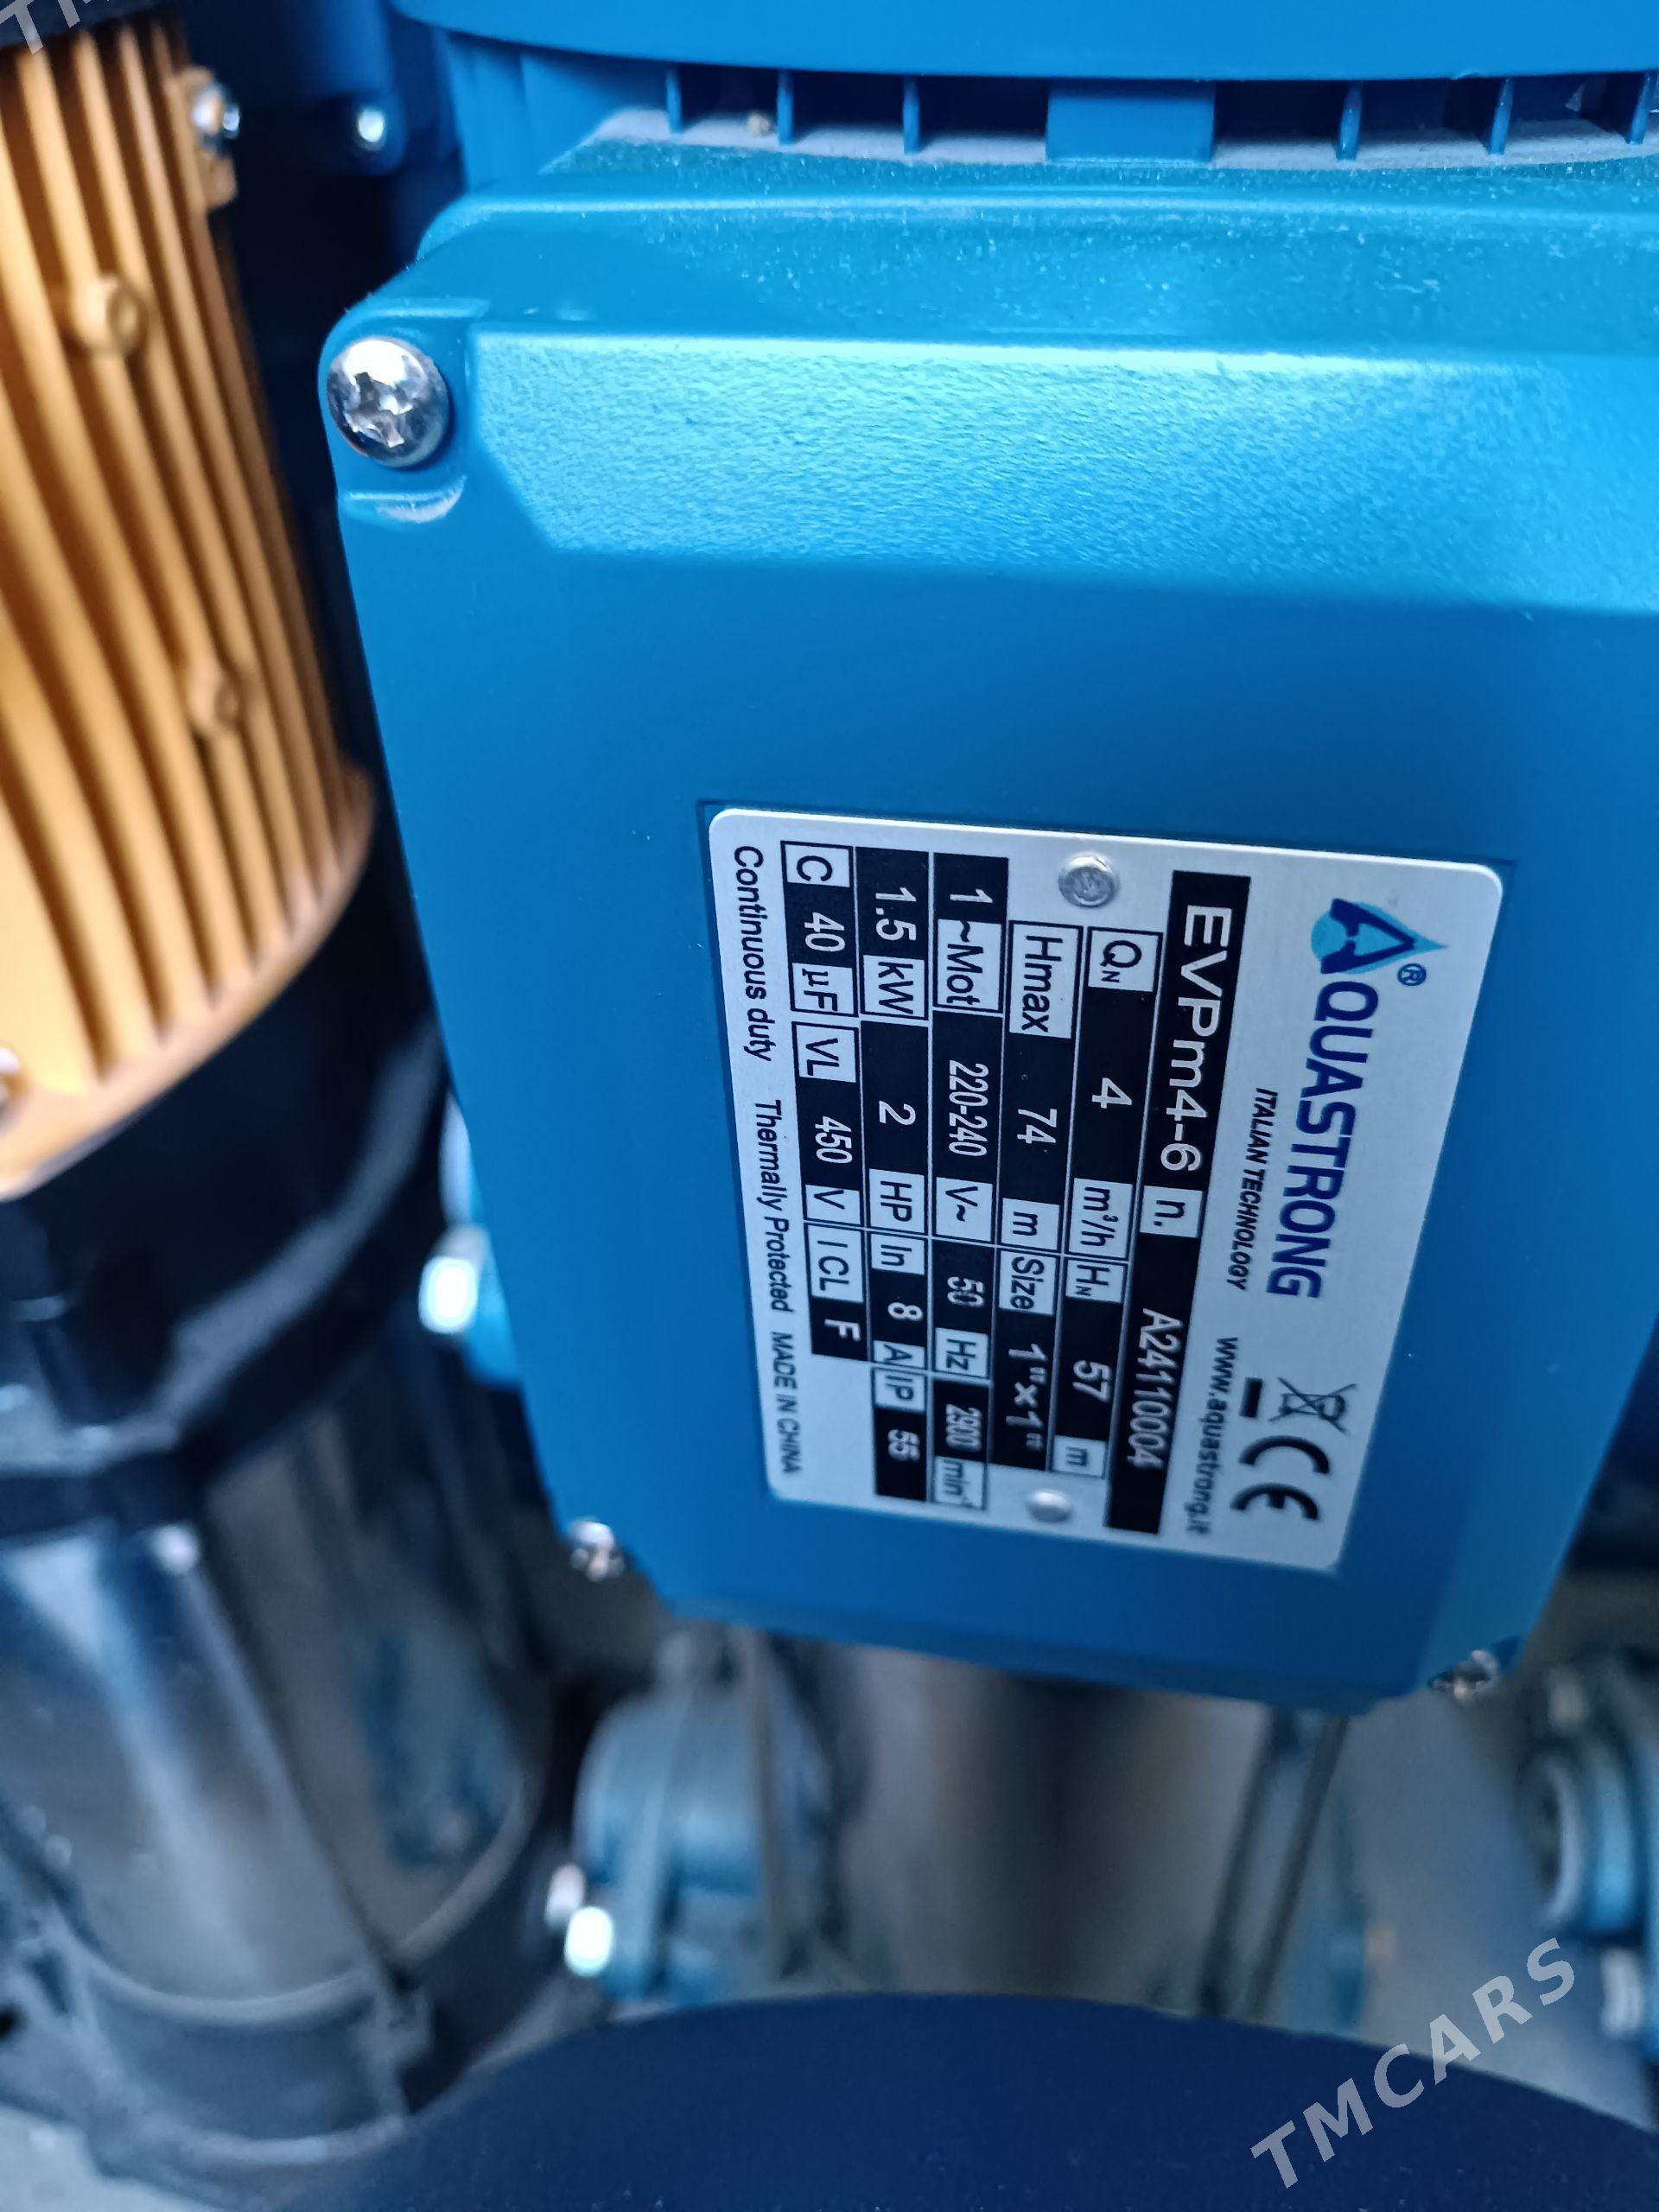 AQUASTRONG®
ITALIAN TECHNOLOGY www.aquastrong.it
CE
EVPm4-6 n. A24110004
QN 4 m³/h HN 57 m
Hmax 74 m Size 1"×1"
1 ~Mot 220-240 V~ 50 Hz 2900 min⁻¹
1.5 kW 2 HP In 8 A IP 55
C 40 µF VL 450 V ICL F
Continuous duty Thermally Protected MADE IN CHINA
TMCARS